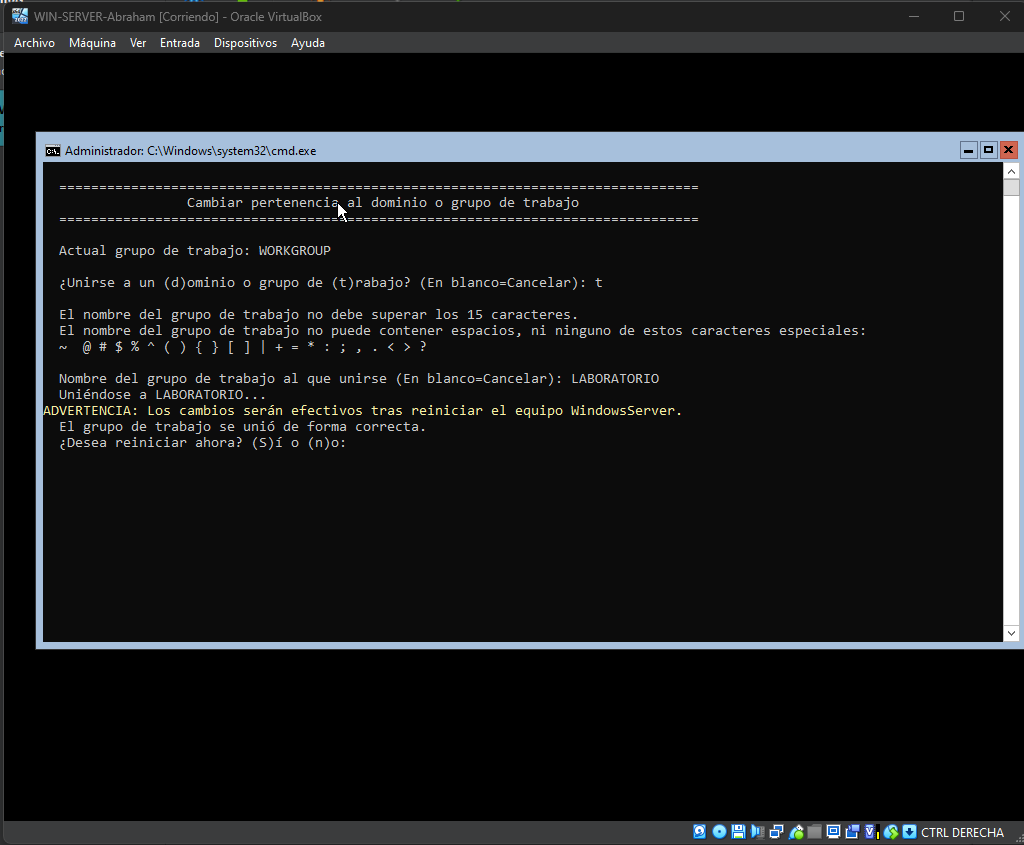 WIN-SERVER-Abraham [Corriendo] - Oracle VirtualBox
Archivo Máquina Ver Entrada Dispositivos Ayuda
Administrador: C:\Windows\system32\cmd.exe
================================================================================
Cambiar pertenencia al dominio o grupo de trabajo
================================================================================
Actual grupo de trabajo: WORKGROUP
¿Unirse a un (d)ominio o grupo de (t)rabajo? (En blanco=Cancelar): t
El nombre del grupo de trabajo no debe superar los 15 caracteres.
El nombre del grupo de trabajo no puede contener espacios, ni ninguno de estos caracteres especiales:
~ @ # $ % ^ ( ) { } [ ] | + = * : ; , . < > ?
Nombre del grupo de trabajo al que unirse (En blanco=Cancelar): LABORATORIO
Uniéndose a LABORATORIO...
ADVERTENCIA: Los cambios serán efectivos tras reiniciar el equipo WindowsServer.
El grupo de trabajo se unió de forma correcta.
¿Desea reiniciar ahora? (S)í o (n)o:
CTRL DERECHA